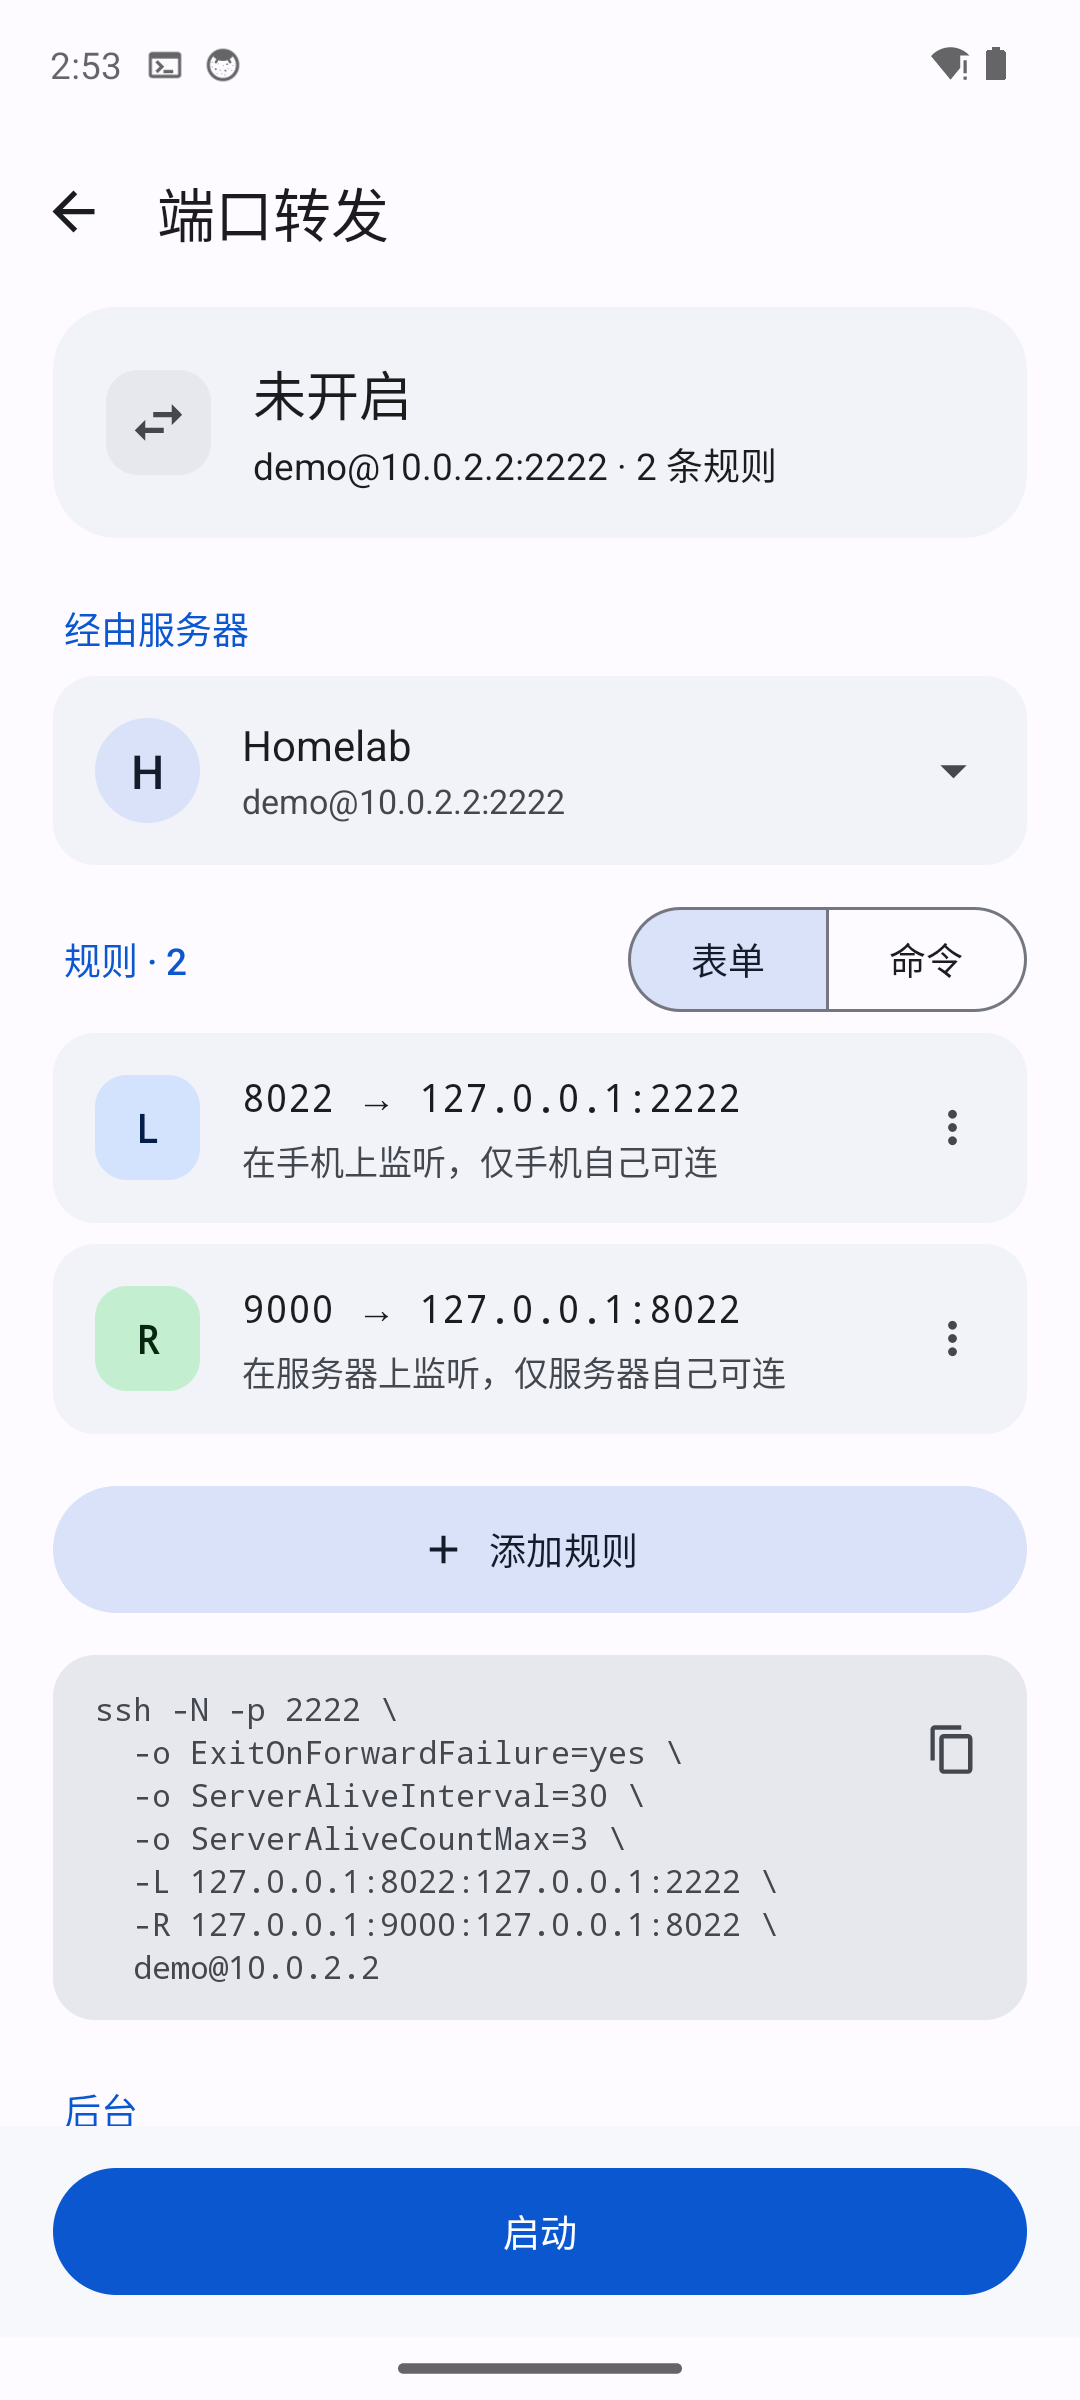 2:53
端口转发
未开启
demo@10.0.2.2:2222 · 2 条规则
经由服务器
H
Homelab
demo@10.0.2.2:2222
规则 · 2
表单
命令
L
8022 → 127.0.0.1:2222
在手机上监听，仅手机自己可连
R
9000 → 127.0.0.1:8022
在服务器上监听，仅服务器自己可连
+ 添加规则
ssh -N -p 2222 \
-o ExitOnForwardFailure=yes \
-o ServerAliveInterval=30 \
-o ServerAliveCountMax=3 \
-L 127.0.0.1:8022:127.0.0.1:2222 \
-R 127.0.0.1:9000:127.0.0.1:8022 \
demo@10.0.2.2
后台
启动